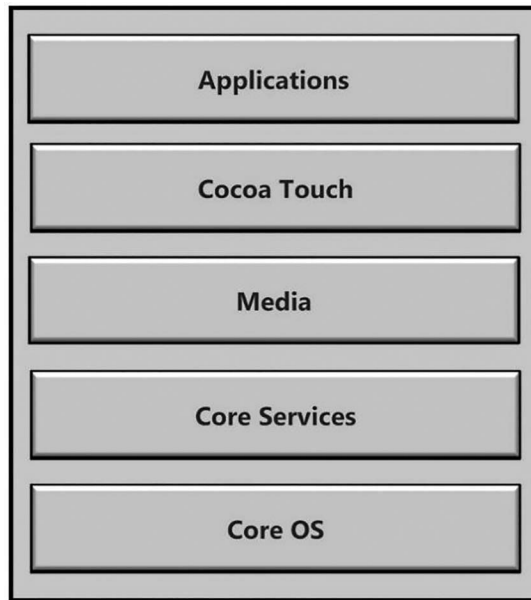 Applications
Cocoa Touch
Media
Core Services
Core OS